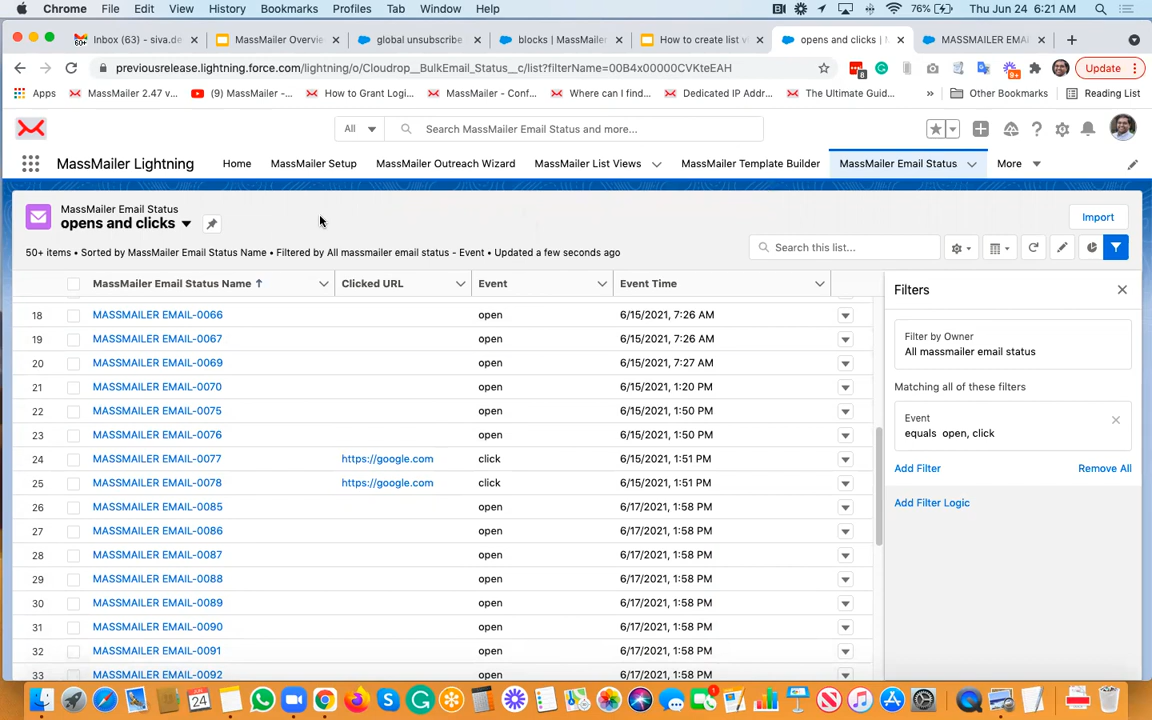 Chrome File Edit View History Bookmarks Profiles Tab Window Help 76% Thu Jun 24 6:21 AM
Inbox (63) - siva.de MassMailer Overvie global unsubscribe blocks | MassMailer How to create list v opens and clicks | M MASSMAILER EMAI
previousrelease.lightning.force.com/lightning/o/Cloudrop__BulkEmail_Status__c/list?filterName=00B4x00000CVKteEAH 8 9+ Update
Apps MassMailer 2.47 v... (9) MassMailer -... How to Grant Logi... MassMailer - Conf... Where can I find... Dedicated IP Addr... The Ultimate Guid... » Other Bookmarks Reading List
All Search MassMailer Email Status and more...
MassMailer Lightning Home MassMailer Setup MassMailer Outreach Wizard MassMailer List Views MassMailer Template Builder MassMailer Email Status More
MassMailer Email Status
opens and clicks Import
50+ items • Sorted by MassMailer Email Status Name • Filtered by All massmailer email status - Event • Updated a few seconds ago Search this list...
MassMailer Email Status Name ↑ Clicked URL Event Event Time
18 MASSMAILER EMAIL-0066 open 6/15/2021, 7:26 AM
19 MASSMAILER EMAIL-0067 open 6/15/2021, 7:26 AM
20 MASSMAILER EMAIL-0069 open 6/15/2021, 7:27 AM
21 MASSMAILER EMAIL-0070 open 6/15/2021, 1:20 PM
22 MASSMAILER EMAIL-0075 open 6/15/2021, 1:50 PM
23 MASSMAILER EMAIL-0076 open 6/15/2021, 1:50 PM
24 MASSMAILER EMAIL-0077 https://google.com click 6/15/2021, 1:51 PM
25 MASSMAILER EMAIL-0078 https://google.com click 6/15/2021, 1:51 PM
26 MASSMAILER EMAIL-0085 open 6/17/2021, 1:58 PM
27 MASSMAILER EMAIL-0086 open 6/17/2021, 1:58 PM
28 MASSMAILER EMAIL-0087 open 6/17/2021, 1:58 PM
29 MASSMAILER EMAIL-0088 open 6/17/2021, 1:58 PM
30 MASSMAILER EMAIL-0089 open 6/17/2021, 1:58 PM
31 MASSMAILER EMAIL-0090 open 6/17/2021, 1:58 PM
32 MASSMAILER EMAIL-0091 open 6/17/2021, 1:58 PM
33 MASSMAILER EMAIL-0092 open 6/17/2021, 1:58 PM
Filters
Filter by Owner
All massmailer email status
Matching all of these filters
Event
equals open, click
Add Filter Remove All
Add Filter Logic